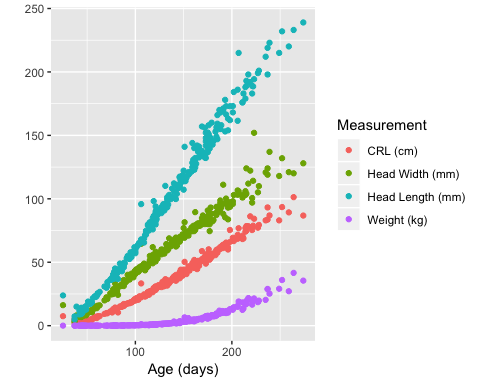 250
200
150
100
50
0
100
200
Age (days)
Measurement
CRL (cm)
Head Width (mm)
Head Length (mm)
Weight (kg)